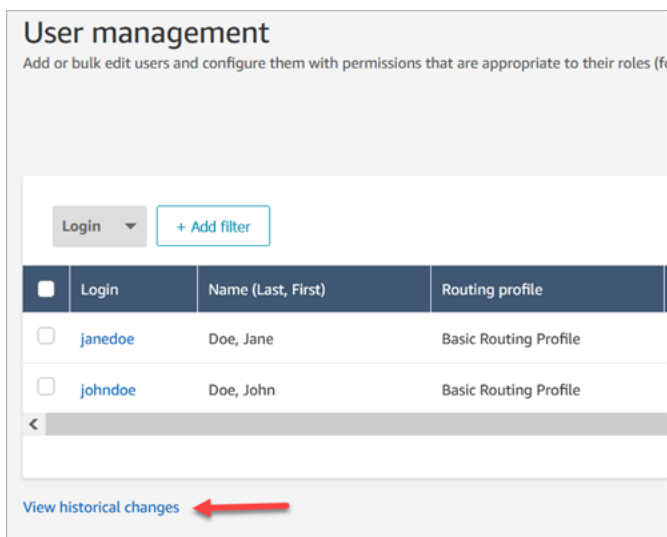 User management
Add or bulk edit users and configure them with permissions that are appropriate to their roles
Login
+ Add filter
Login Name (Last, First) Routing profile
janedoe Doe, Jane Basic Routing Profile
johndoe Doe, John Basic Routing Profile
View historical changes